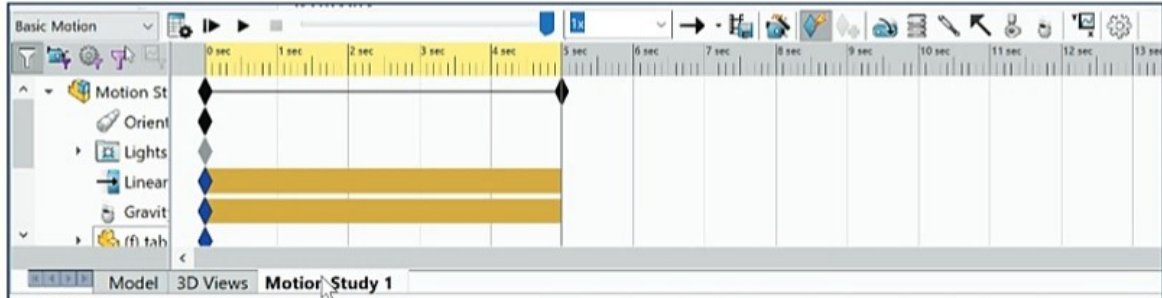 Basic Motion
1x
0 sec 1 sec 2 sec 3 sec 4 sec 5 sec 6 sec 7 sec 8 sec 9 sec 10 sec 11 sec 12 sec 13 se
Motion St
Orient
Lights
Linear
Gravit
(f) tab
Model 3D Views Motion Study 1